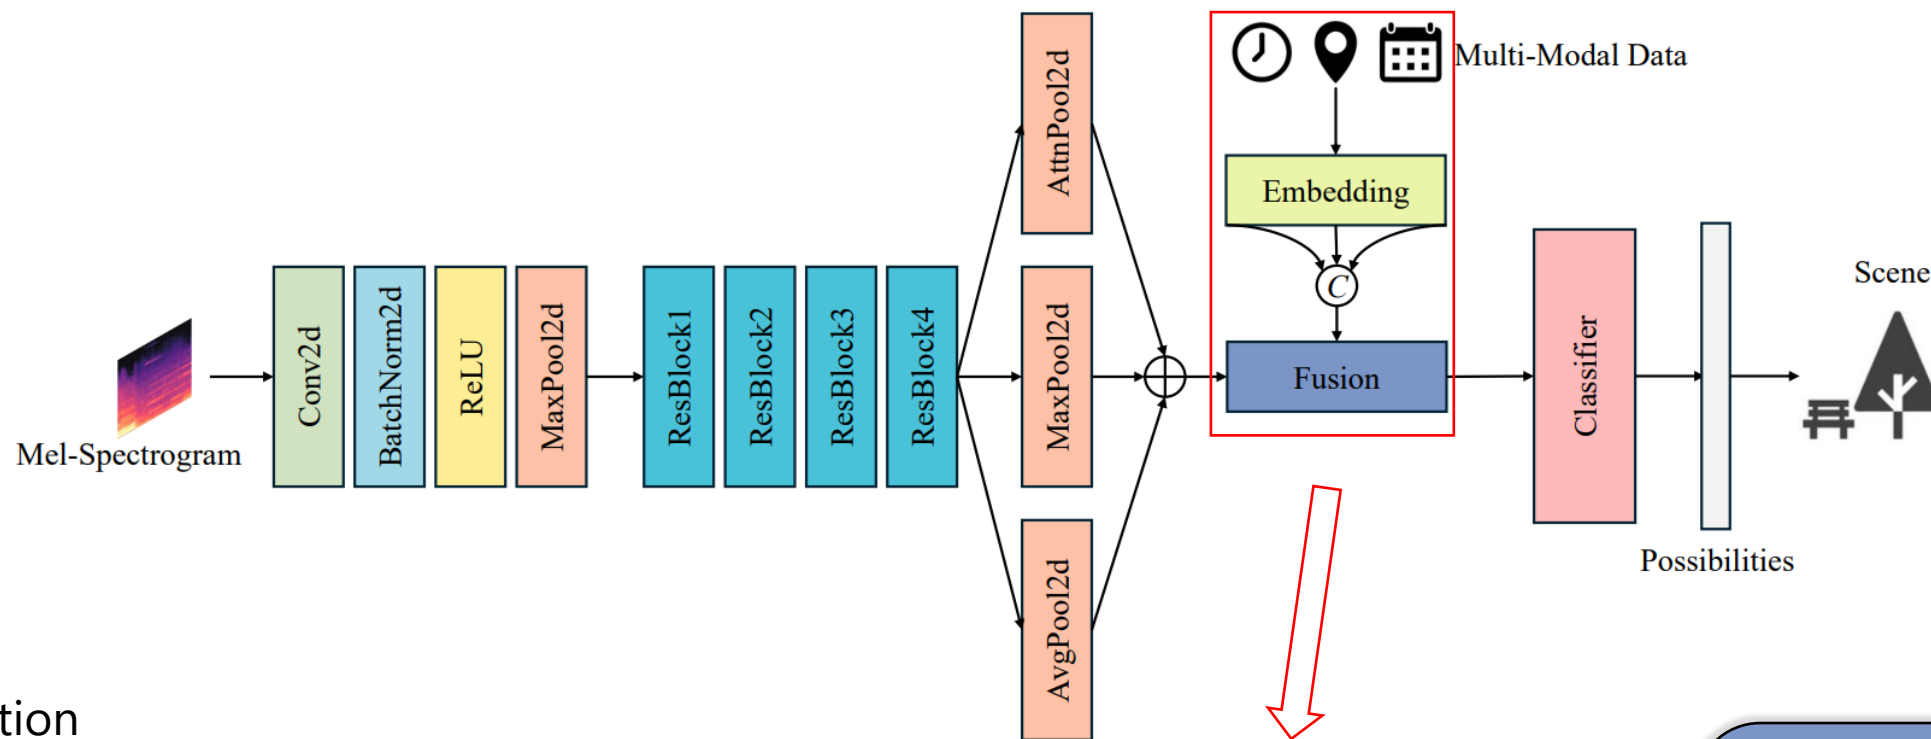 Multi-Modal Data
Embedding
C
Fusion
Mel-Spectrogram
Conv2d
BatchNorm2d
ReLU
MaxPool2d
ResBlock1
ResBlock2
ResBlock3
ResBlock4
AttnPool2d
MaxPool2d
AvgPool2d
Classifier
Possibilities
Scene
tion